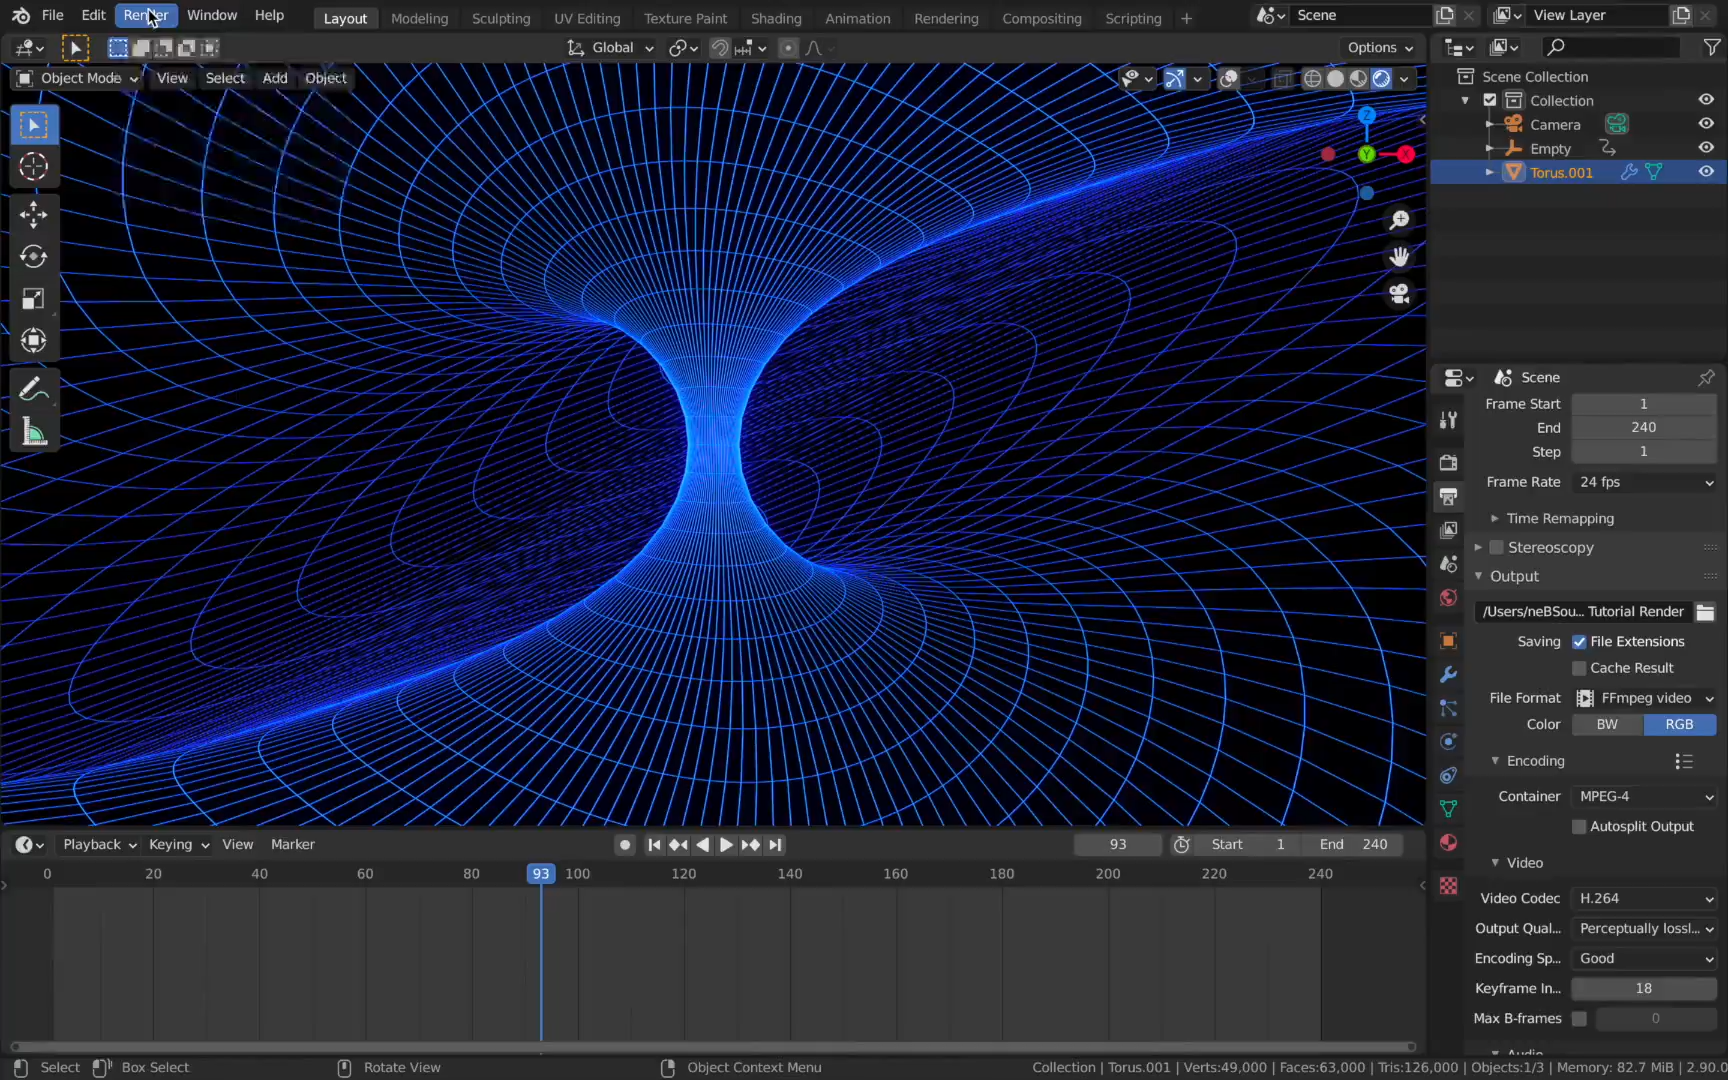 File Edit Render Window Help Layout Modeling Sculpting UV Editing Texture Paint Shading Animation Rendering Compositing Scripting + Scene View Layer
Global Options
Object Mode View Select Add Object
Z
Y
X
Scene Collection
Collection
Camera
Empty
Torus.001
Scene
Frame Start 1
End 240
Step 1
Frame Rate 24 fps
Time Remapping
Stereoscopy
Output
/Users/neBSou... Tutorial Render
Saving File Extensions
Cache Result
File Format FFmpeg video
Color BW RGB
Encoding
Container MPEG-4
Autosplit Output
Video
Video Codec H.264
Output Qual... Perceptually lossl...
Encoding Sp... Good
Keyframe In... 18
Max B-frames 0
Audio
Playback Keying View Marker 93 Start 1 End 240
0 20 40 60 80 93 100 120 140 160 180 200 220 240
Select Box Select Rotate View Object Context Menu Collection | Torus.001 | Verts:49,000 | Faces:63,000 | Tris:126,000 | Objects:1/3 | Memory: 82.7 MiB | 2.90.0